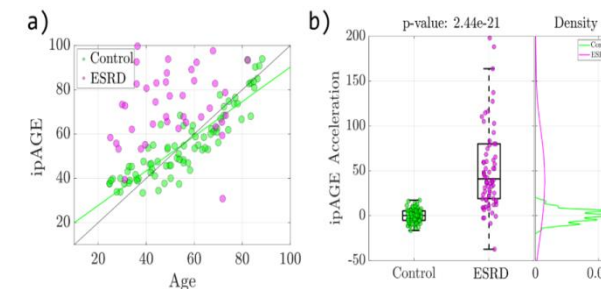 a)
Control
ESRD
100
80
60
40
20
ipAGE
20 40 60 80 100
Age
b)
p-value: 2.44e-21
200
150
100
50
0
-50
ipAGE Acceleration
Control ESRD
Density
0